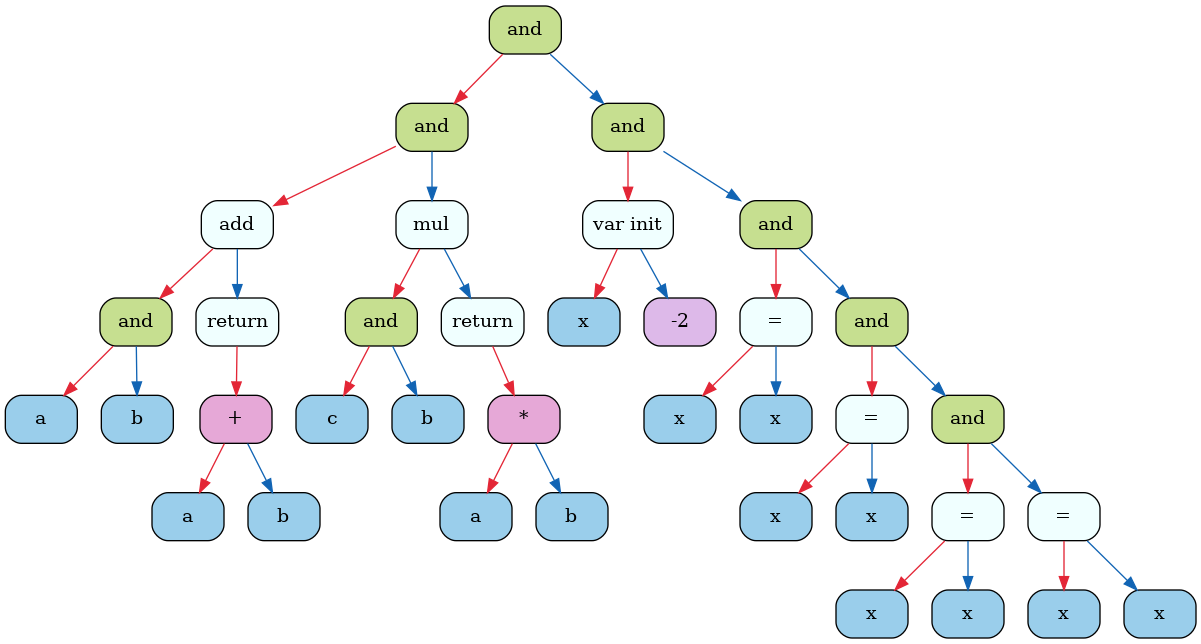 and
and
and
add
mul
var init
and
and
return
and
return
x
-2
=
and
a
b
+
c
b
*
x
x
=
and
a
b
a
b
x
x
=
=
x
x
x
x